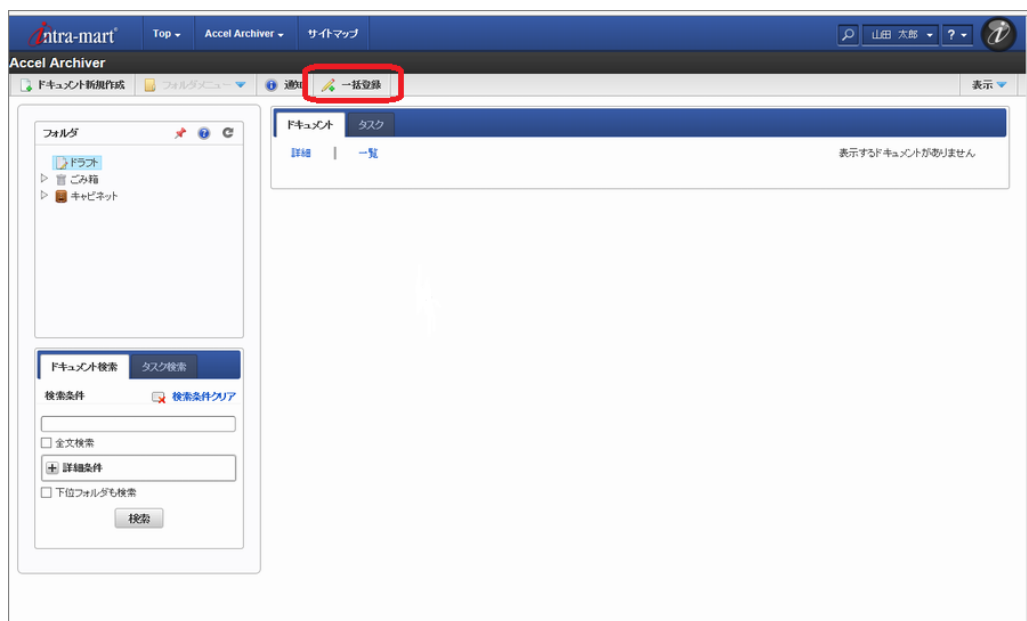 intra-mart® Top Accel Archiver サイトマップ 山田 太郎 ?
Accel Archiver
ドキュメント新規作成 フォルダメニュー 通知 一括登録 表示
フォルダ
ドラフト
ごみ箱
キャビネット
ドキュメント タスク
詳細 | 一覧 表示するドキュメントがありません
ドキュメント検索 タスク検索
検索条件 検索条件クリア
全文検索
詳細条件
下位フォルダも検索
検索